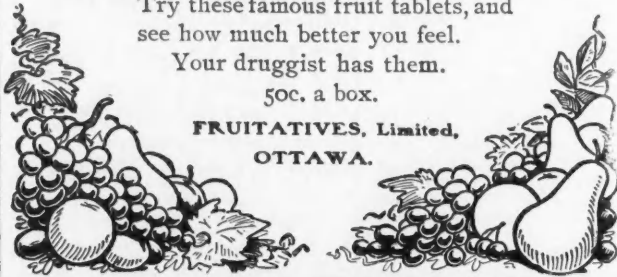 Try these famous fruit tablets, and
see how much better you feel.
Your druggist has them.
50c. a box.
FRUITATIVES, Limited,
OTTAWA.